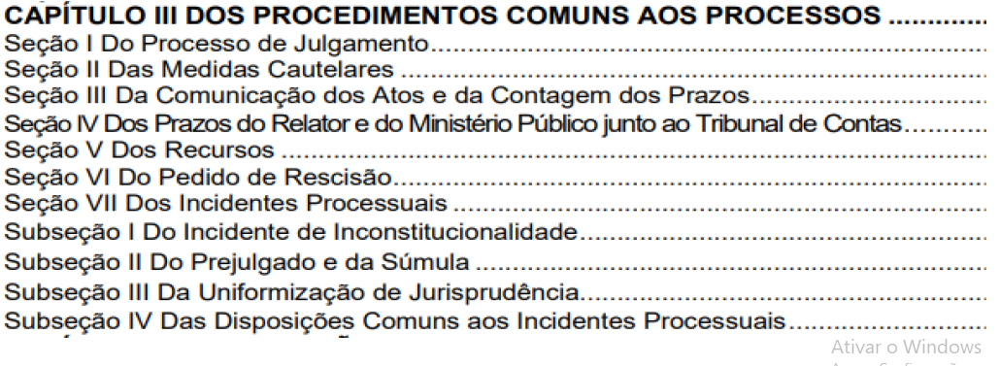 CAPÍTULO III DOS PROCEDIMENTOS COMUNS AOS PROCESSOS .............
Seção I Do Processo de Julgamento..........................................................................
Seção II Das Medidas Cautelares ..............................................................................
Seção III Da Comunicação dos Atos e da Contagem dos Prazos...............................
Seção IV Dos Prazos do Relator e do Ministério Público junto ao Tribunal de Contas...........
Seção V Dos Recursos ..............................................................................................
Seção VI Do Pedido de Rescisão...............................................................................
Seção VII Dos Incidentes Processuais .......................................................................
Subseção I Do Incidente de Inconstitucionalidade......................................................
Subseção II Do Prejulgado e da Súmula ....................................................................
Subseção III Da Uniformização de Jurisprudência......................................................
Subseção IV Das Disposições Comuns aos Incidentes Processuais..........................
Ativar o Windows